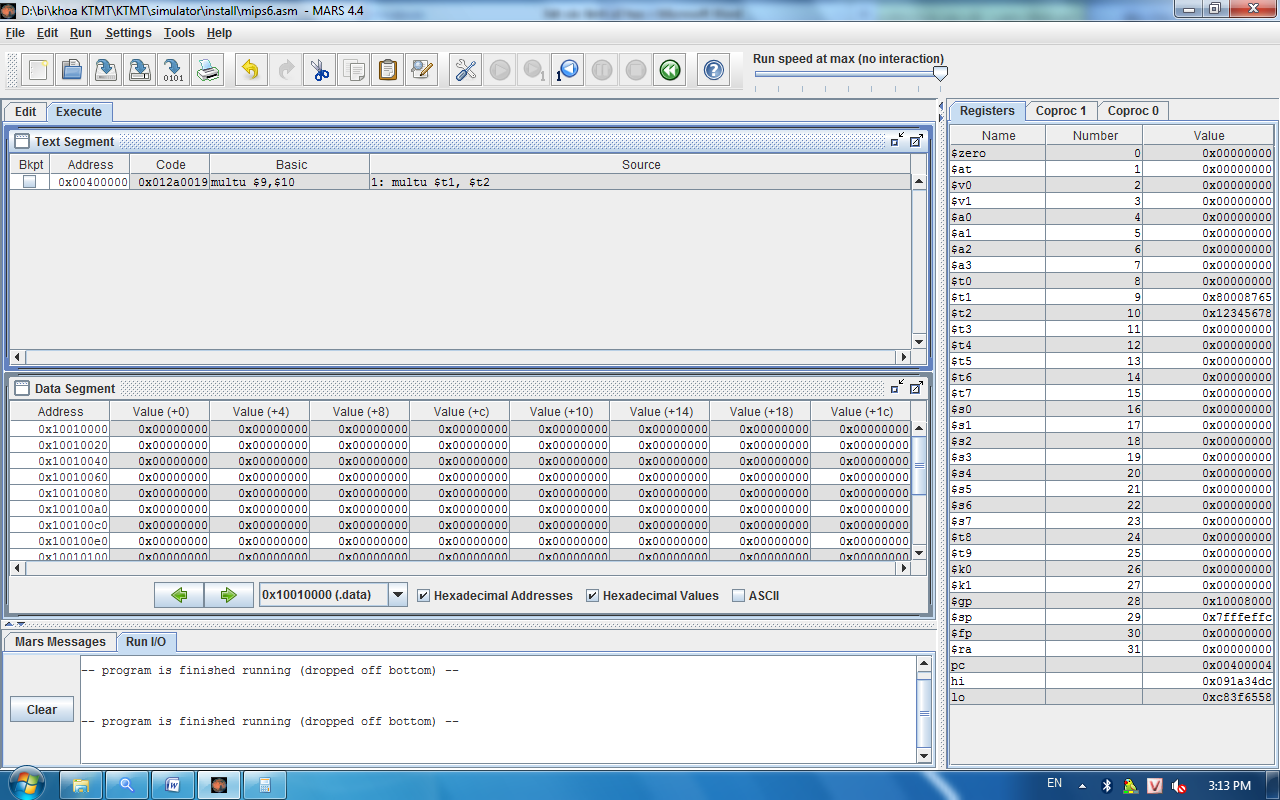 D:\bi\khoa KTMT\KTMT\simulator\install\mips6.asm - MARS 4.4
File Edit Run Settings Tools Help
Run speed at max (no interaction)
Edit Execute
Text Segment
Bkpt Address Code Basic Source
0x00400000 0x012a0019 multu $9,$10 1: multu $t1, $t2
Data Segment
Address Value (+0) Value (+4) Value (+8) Value (+c) Value (+10) Value (+14) Value (+18) Value (+1c)
0x10010000 0x00000000 0x00000000 0x00000000 0x00000000 0x00000000 0x00000000 0x00000000 0x00000000
0x10010020 0x00000000 0x00000000 0x00000000 0x00000000 0x00000000 0x00000000 0x00000000 0x00000000
0x10010040 0x00000000 0x00000000 0x00000000 0x00000000 0x00000000 0x00000000 0x00000000 0x00000000
0x10010060 0x00000000 0x00000000 0x00000000 0x00000000 0x00000000 0x00000000 0x00000000 0x00000000
0x10010080 0x00000000 0x00000000 0x00000000 0x00000000 0x00000000 0x00000000 0x00000000 0x00000000
0x100100a0 0x00000000 0x00000000 0x00000000 0x00000000 0x00000000 0x00000000 0x00000000 0x00000000
0x100100c0 0x00000000 0x00000000 0x00000000 0x00000000 0x00000000 0x00000000 0x00000000 0x00000000
0x100100e0 0x00000000 0x00000000 0x00000000 0x00000000 0x00000000 0x00000000 0x00000000 0x00000000
0x10010100 0x00000000 0x00000000 0x00000000 0x00000000 0x00000000 0x00000000 0x00000000 0x00000000
0x10010000 (.data) Hexadecimal Addresses Hexadecimal Values ASCII
Mars Messages Run I/O
-- program is finished running (dropped off bottom) --
Clear
-- program is finished running (dropped off bottom) --
Registers Coproc 1 Coproc 0
Name Number Value
$zero 0 0x00000000
$at 1 0x00000000
$v0 2 0x00000000
$v1 3 0x00000000
$a0 4 0x00000000
$a1 5 0x00000000
$a2 6 0x00000000
$a3 7 0x00000000
$t0 8 0x00000000
$t1 9 0x80008765
$t2 10 0x12345678
$t3 11 0x00000000
$t4 12 0x00000000
$t5 13 0x00000000
$t6 14 0x00000000
$t7 15 0x00000000
$s0 16 0x00000000
$s1 17 0x00000000
$s2 18 0x00000000
$s3 19 0x00000000
$s4 20 0x00000000
$s5 21 0x00000000
$s6 22 0x00000000
$s7 23 0x00000000
$t8 24 0x00000000
$t9 25 0x00000000
$k0 26 0x00000000
$k1 27 0x00000000
$gp 28 0x10008000
$sp 29 0x7fffeffc
$fp 30 0x00000000
$ra 31 0x00000000
pc 0x00400004
hi 0x091a34dc
lo 0xc83f6558
EN 3:13 PM